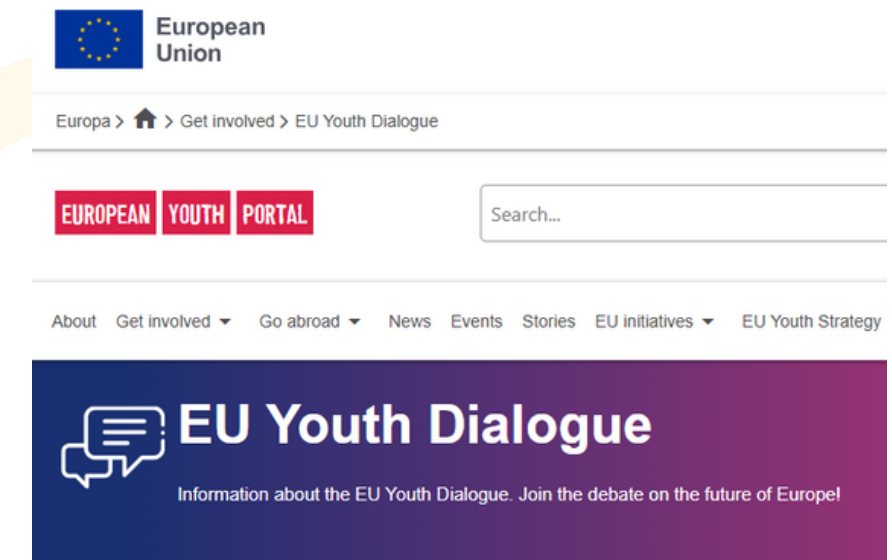 European
Union
Europa > > Get involved > EU Youth Dialogue
EUROPEAN YOUTH PORTAL
Search...
About Get involved Go abroad News Events Stories EU initiatives EU Youth Strategy
EU Youth Dialogue
Information about the EU Youth Dialogue. Join the debate on the future of Europe!